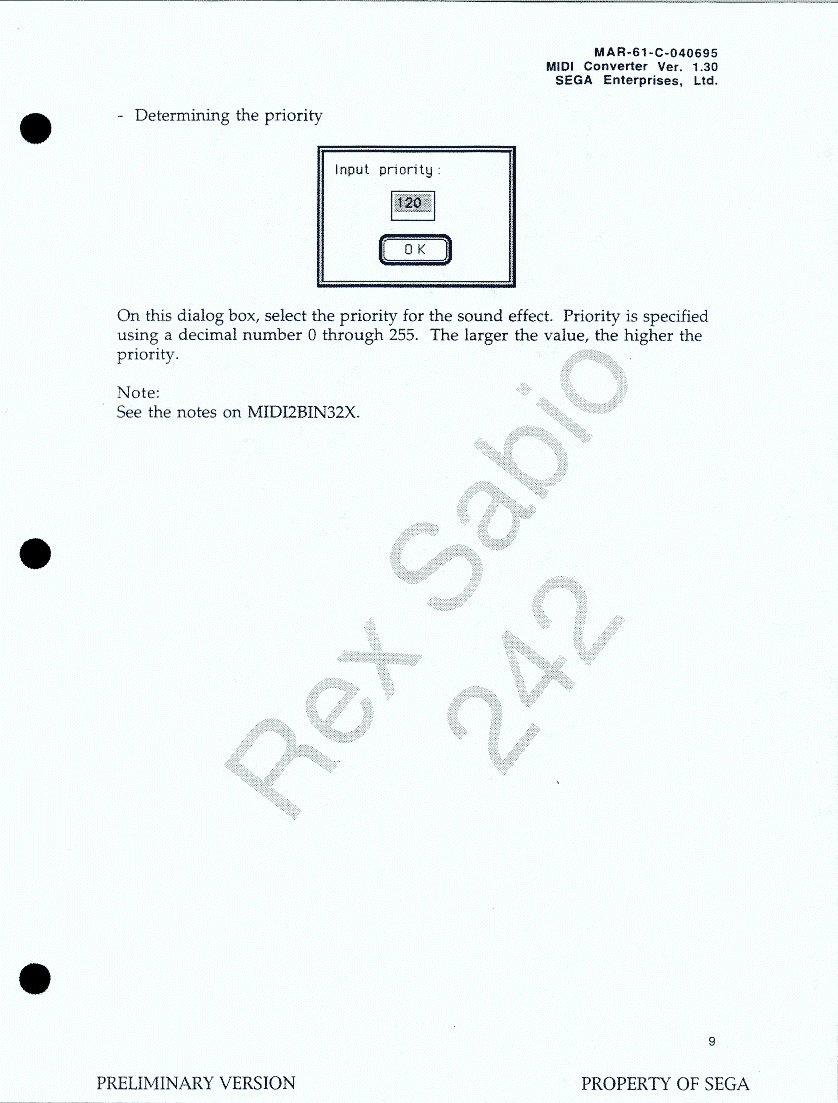 MAR-61-C-040695
MIDI Converter Ver. 1.30
SEGA Enterprises, Ltd.
- Determining the priority
Input priority:
120
OK
On this dialog box, select the priority for the sound effect. Priority is specified
using a decimal number 0 through 255. The larger the value, the higher the
priority.
Note:
See the notes on MIDI2BIN32X.
Rex Sabio
242
9
PRELIMINARY VERSION
PROPERTY OF SEGA